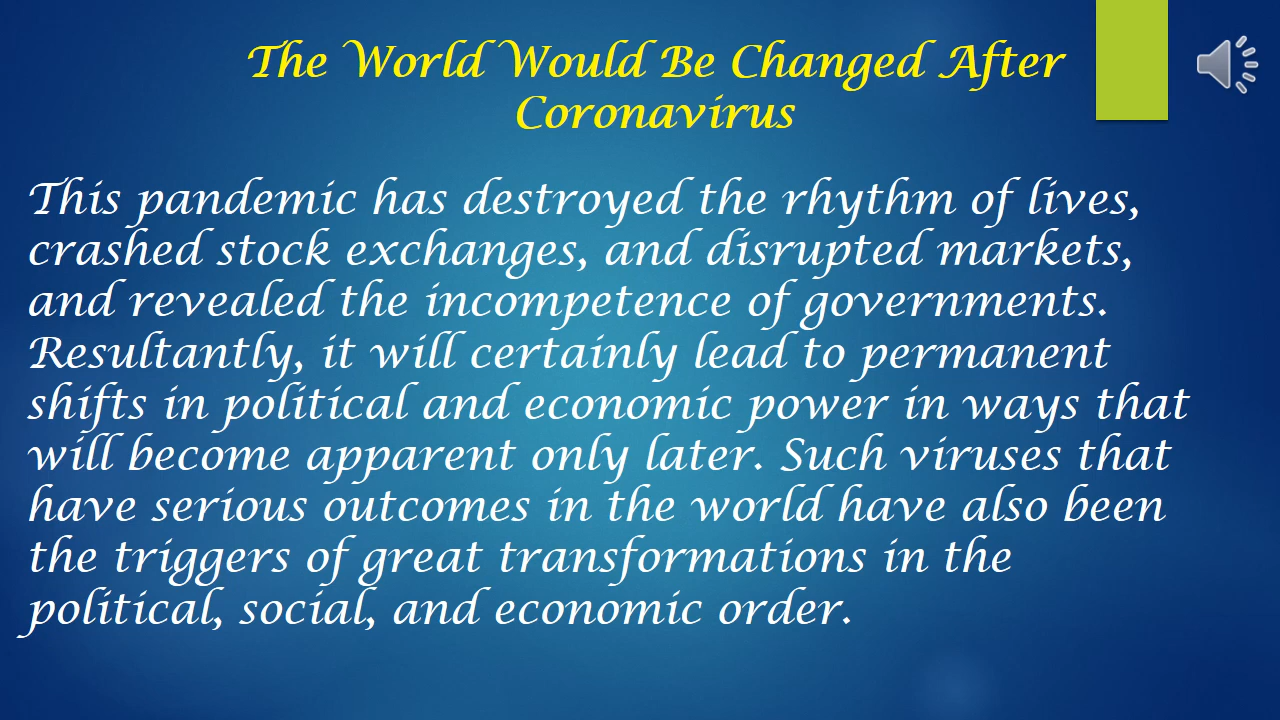 The World Would Be Changed After
Coronavirus
This pandemic has destroyed the rhythm of lives,
crashed stock exchanges, and disrupted markets,
and revealed the incompetence of governments.
Resultantly, it will certainly lead to permanent
shifts in political and economic power in ways that
will become apparent only later. Such viruses that
have serious outcomes in the world have also been
the triggers of great transformations in the
political, social, and economic order.